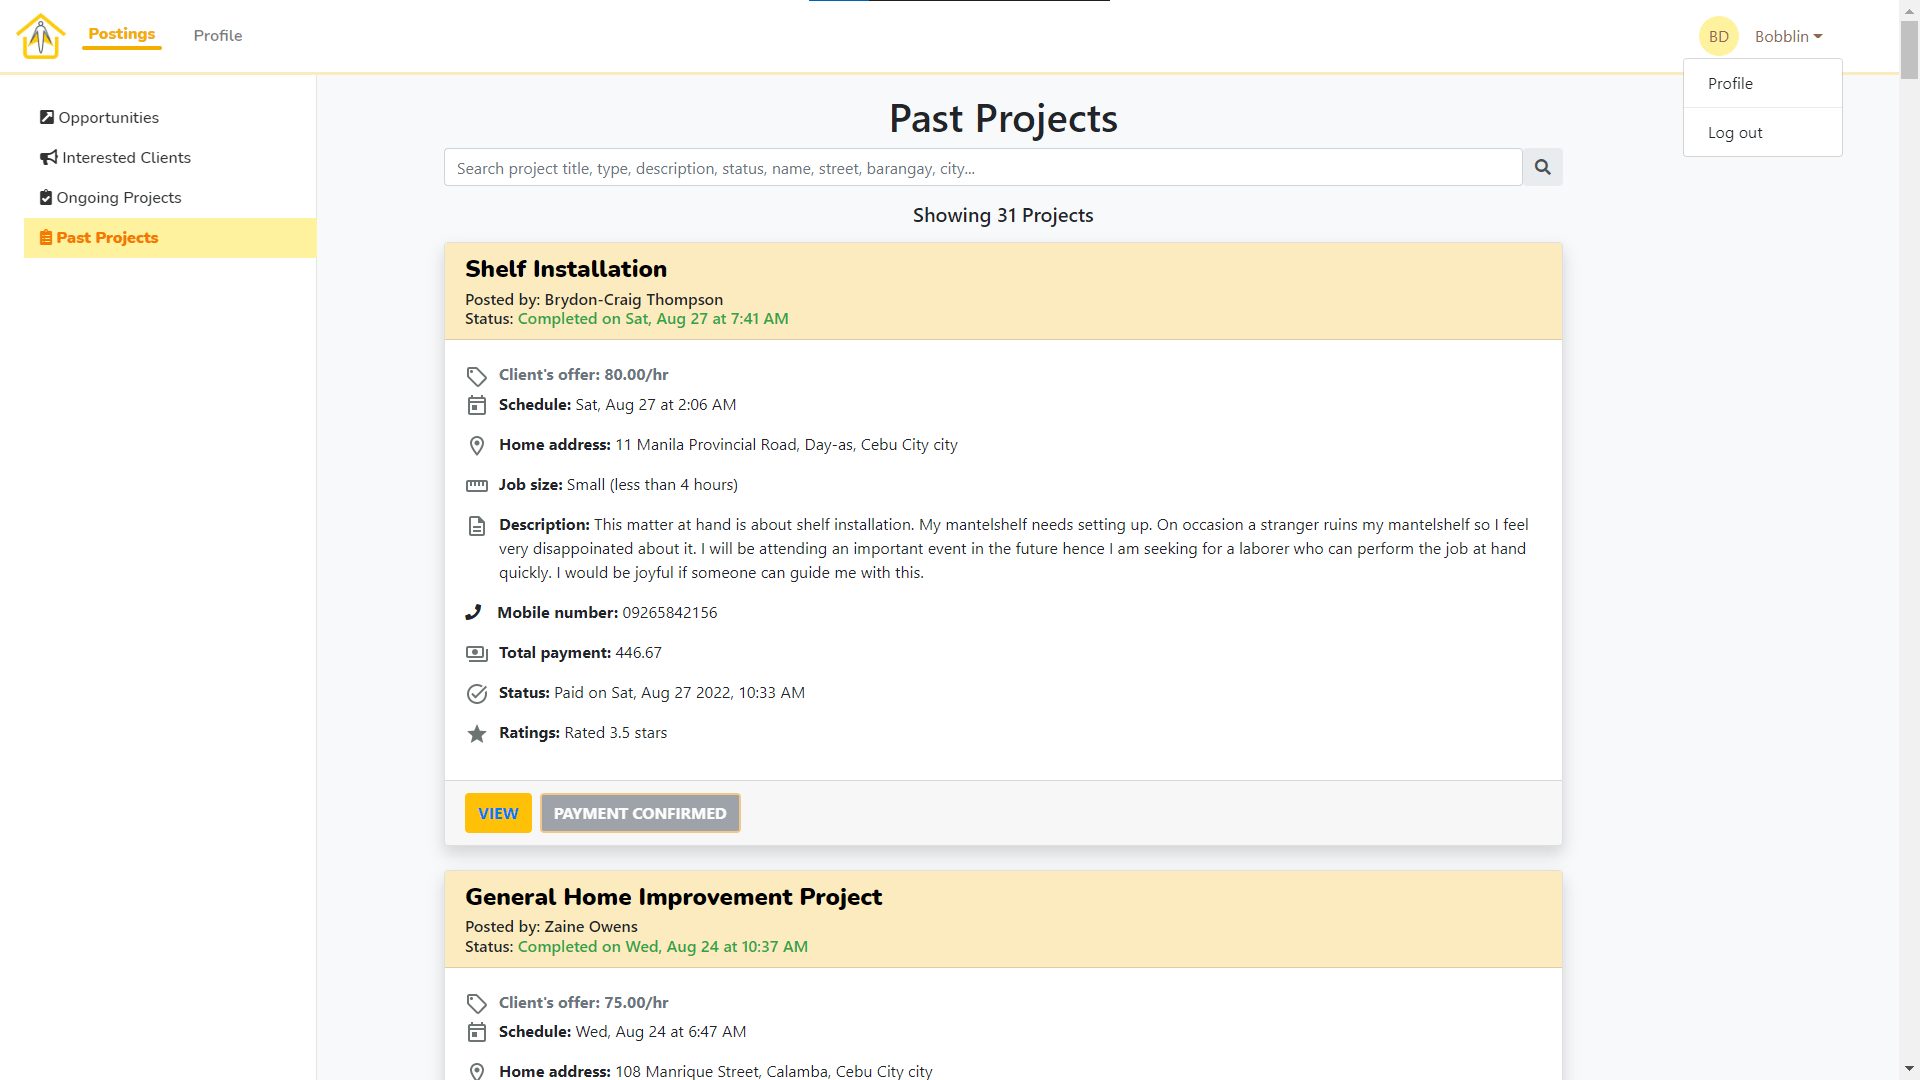 Postings
Profile
BD
Bobblin
Profile
Log out
Opportunities
Interested Clients
Ongoing Projects
Past Projects
Past Projects
Search project title, type, description, status, name, street, barangay, city...
Showing 31 Projects
Shelf Installation
Posted by: Brydon-Craig Thompson
Status: Completed on Sat, Aug 27 at 7:41 AM
Client's offer: 80.00/hr
Schedule: Sat, Aug 27 at 2:06 AM
Home address: 11 Manila Provincial Road, Day-as, Cebu City city
Job size: Small (less than 4 hours)
Description: This matter at hand is about shelf installation. My mantelshelf needs setting up. On occasion a stranger ruins my mantelshelf so I feel
very disappoinated about it. I will be attending an important event in the future hence I am seeking for a laborer who can perform the job at hand
quickly. I would be joyful if someone can guide me with this.
Mobile number: 09265842156
Total payment: 446.67
Status: Paid on Sat, Aug 27 2022, 10:33 AM
Ratings: Rated 3.5 stars
VIEW
PAYMENT CONFIRMED
General Home Improvement Project
Posted by: Zaine Owens
Status: Completed on Wed, Aug 24 at 10:37 AM
Client's offer: 75.00/hr
Schedule: Wed, Aug 24 at 6:47 AM
Home address: 108 Manrique Street, Calamba, Cebu City city